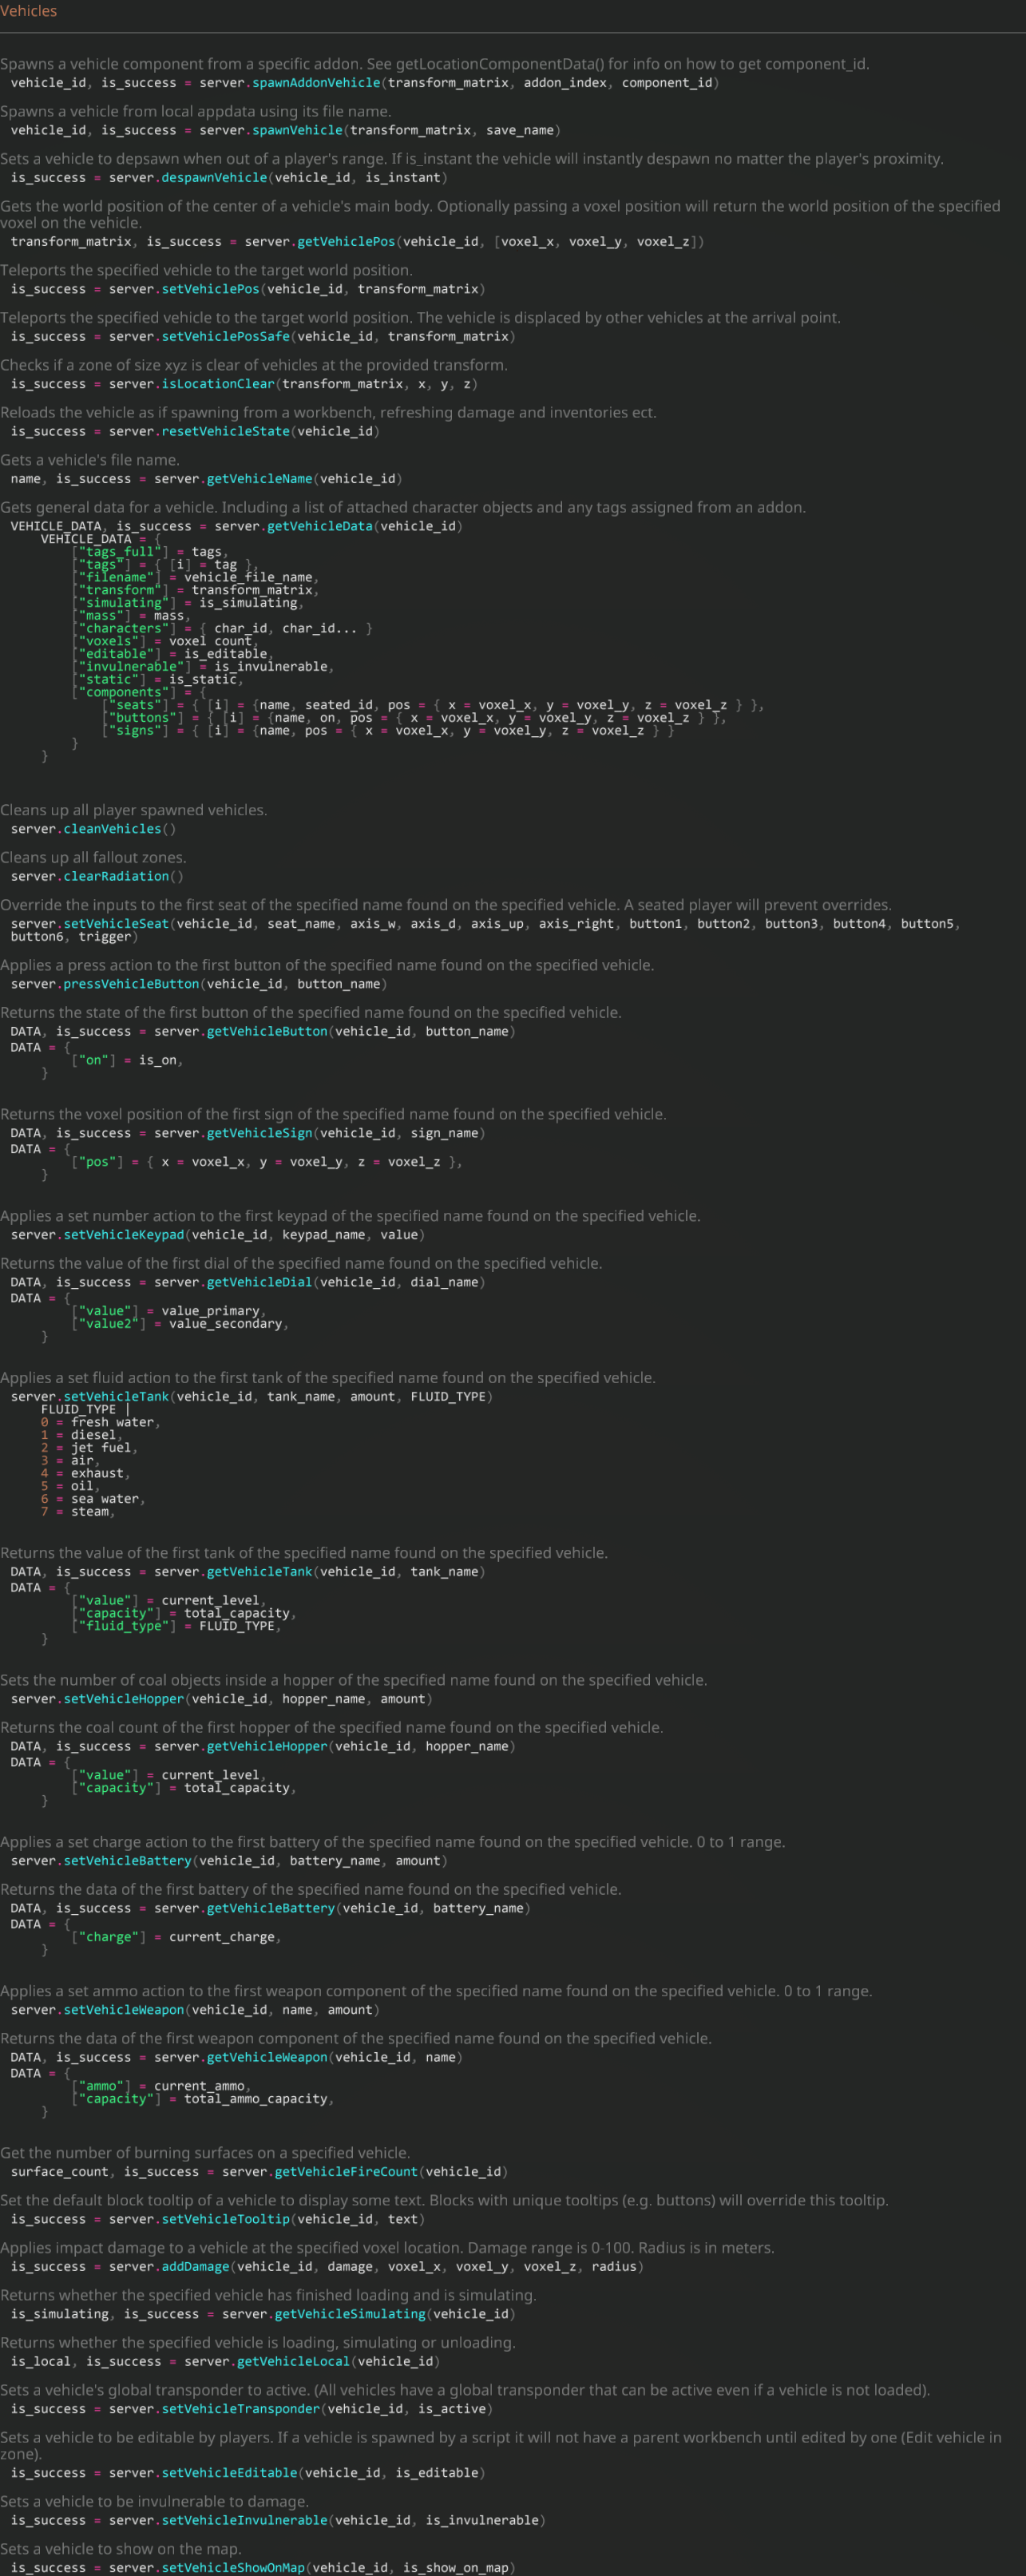 Vehicles
Spawns a vehicle component from a specific addon. See getLocationComponentData() for info on how to get component_id.
vehicle_id, is_success = server.spawnAddonVehicle(transform_matrix, addon_index, component_id)
Spawns a vehicle from local appdata using its file name.
vehicle_id, is_success = server.spawnVehicle(transform_matrix, save_name)
Sets a vehicle to depsawn when out of a player's range. If is_instant the vehicle will instantly despawn no matter the player's proximity.
is_success = server.despawnVehicle(vehicle_id, is_instant)
Gets the world position of the center of a vehicle's main body. Optionally passing a voxel position will return the world position of the specified
voxel on the vehicle.
transform_matrix, is_success = server.getVehiclePos(vehicle_id, [voxel_x, voxel_y, voxel_z])
Teleports the specified vehicle to the target world position.
is_success = server.setVehiclePos(vehicle_id, transform_matrix)
Teleports the specified vehicle to the target world position. The vehicle is displaced by other vehicles at the arrival point.
is_success = server.setVehiclePosSafe(vehicle_id, transform_matrix)
Checks if a zone of size xyz is clear of vehicles at the provided transform.
is_success = server.isLocationClear(transform_matrix, x, y, z)
Reloads the vehicle as if spawning from a workbench, refreshing damage and inventories ect.
is_success = server.resetVehicleState(vehicle_id)
Gets a vehicle's file name.
name, is_success = server.getVehicleName(vehicle_id)
Gets general data for a vehicle. Including a list of attached character objects and any tags assigned from an addon.
VEHICLE_DATA, is_success = server.getVehicleData(vehicle_id)
VEHICLE_DATA = {
["tags_full"] = tags,
["tags"] = { [i] = tag },
["filename"] = vehicle_file_name,
["transform"] = transform_matrix,
["simulating"] = is_simulating,
["mass"] = mass,
["characters"] = { char_id, char_id... }
["voxels"] = voxel count,
["editable"] = is_editable,
["invulnerable"] = is_invulnerable,
["static"] = is_static,
["components"] = {
["seats"] = { [i] = {name, seated_id, pos = { x = voxel_x, y = voxel_y, z = voxel_z } },
["buttons"] = { [i] = {name, on, pos = { x = voxel_x, y = voxel_y, z = voxel_z } },
["signs"] = { [i] = {name, pos = { x = voxel_x, y = voxel_y, z = voxel_z } }
}
}
Cleans up all player spawned vehicles.
server.cleanVehicles()
Cleans up all fallout zones.
server.clearRadiation()
Override the inputs to the first seat of the specified name found on the specified vehicle. A seated player will prevent overrides.
server.setVehicleSeat(vehicle_id, seat_name, axis_w, axis_d, axis_up, axis_right, button1, button2, button3, button4, button5,
button6, trigger)
Applies a press action to the first button of the specified name found on the specified vehicle.
server.pressVehicleButton(vehicle_id, button_name)
Returns the state of the first button of the specified name found on the specified vehicle.
DATA, is_success = server.getVehicleButton(vehicle_id, button_name)
DATA = {
["on"] = is_on,
}
Returns the voxel position of the first sign of the specified name found on the specified vehicle.
DATA, is_success = server.getVehicleSign(vehicle_id, sign_name)
DATA = {
["pos"] = { x = voxel_x, y = voxel_y, z = voxel_z },
}
Applies a set number action to the first keypad of the specified name found on the specified vehicle.
server.setVehicleKeypad(vehicle_id, keypad_name, value)
Returns the value of the first dial of the specified name found on the specified vehicle.
DATA, is_success = server.getVehicleDial(vehicle_id, dial_name)
DATA = {
["value"] = value_primary,
["value2"] = value_secondary,
}
Applies a set fluid action to the first tank of the specified name found on the specified vehicle.
server.setVehicleTank(vehicle_id, tank_name, amount, FLUID_TYPE)
FLUID_TYPE |
0 = fresh water,
1 = diesel,
2 = jet fuel,
3 = air,
4 = exhaust,
5 = oil,
6 = sea water,
7 = steam,
Returns the value of the first tank of the specified name found on the specified vehicle.
DATA, is_success = server.getVehicleTank(vehicle_id, tank_name)
DATA = {
["value"] = current_level,
["capacity"] = total_capacity,
["fluid_type"] = FLUID_TYPE,
}
Sets the number of coal objects inside a hopper of the specified name found on the specified vehicle.
server.setVehicleHopper(vehicle_id, hopper_name, amount)
Returns the coal count of the first hopper of the specified name found on the specified vehicle.
DATA, is_success = server.getVehicleHopper(vehicle_id, hopper_name)
DATA = {
["value"] = current_level,
["capacity"] = total_capacity,
}
Applies a set charge action to the first battery of the specified name found on the specified vehicle. 0 to 1 range.
server.setVehicleBattery(vehicle_id, battery_name, amount)
Returns the data of the first battery of the specified name found on the specified vehicle.
DATA, is_success = server.getVehicleBattery(vehicle_id, battery_name)
DATA = {
["charge"] = current_charge,
}
Applies a set ammo action to the first weapon component of the specified name found on the specified vehicle. 0 to 1 range.
server.setVehicleWeapon(vehicle_id, name, amount)
Returns the data of the first weapon component of the specified name found on the specified vehicle.
DATA, is_success = server.getVehicleWeapon(vehicle_id, name)
DATA = {
["ammo"] = current_ammo,
["capacity"] = total_ammo_capacity,
}
Get the number of burning surfaces on a specified vehicle.
surface_count, is_success = server.getVehicleFireCount(vehicle_id)
Set the default block tooltip of a vehicle to display some text. Blocks with unique tooltips (e.g. buttons) will override this tooltip.
is_success = server.setVehicleTooltip(vehicle_id, text)
Applies impact damage to a vehicle at the specified voxel location. Damage range is 0-100. Radius is in meters.
is_success = server.addDamage(vehicle_id, damage, voxel_x, voxel_y, voxel_z, radius)
Returns whether the specified vehicle has finished loading and is simulating.
is_simulating, is_success = server.getVehicleSimulating(vehicle_id)
Returns whether the specified vehicle is loading, simulating or unloading.
is_local, is_success = server.getVehicleLocal(vehicle_id)
Sets a vehicle's global transponder to active. (All vehicles have a global transponder that can be active even if a vehicle is not loaded).
is_success = server.setVehicleTransponder(vehicle_id, is_active)
Sets a vehicle to be editable by players. If a vehicle is spawned by a script it will not have a parent workbench until edited by one (Edit vehicle in
zone).
is_success = server.setVehicleEditable(vehicle_id, is_editable)
Sets a vehicle to be invulnerable to damage.
is_success = server.setVehicleInvulnerable(vehicle_id, is_invulnerable)
Sets a vehicle to show on the map.
is_success = server.setVehicleShowOnMap(vehicle_id, is_show_on_map)